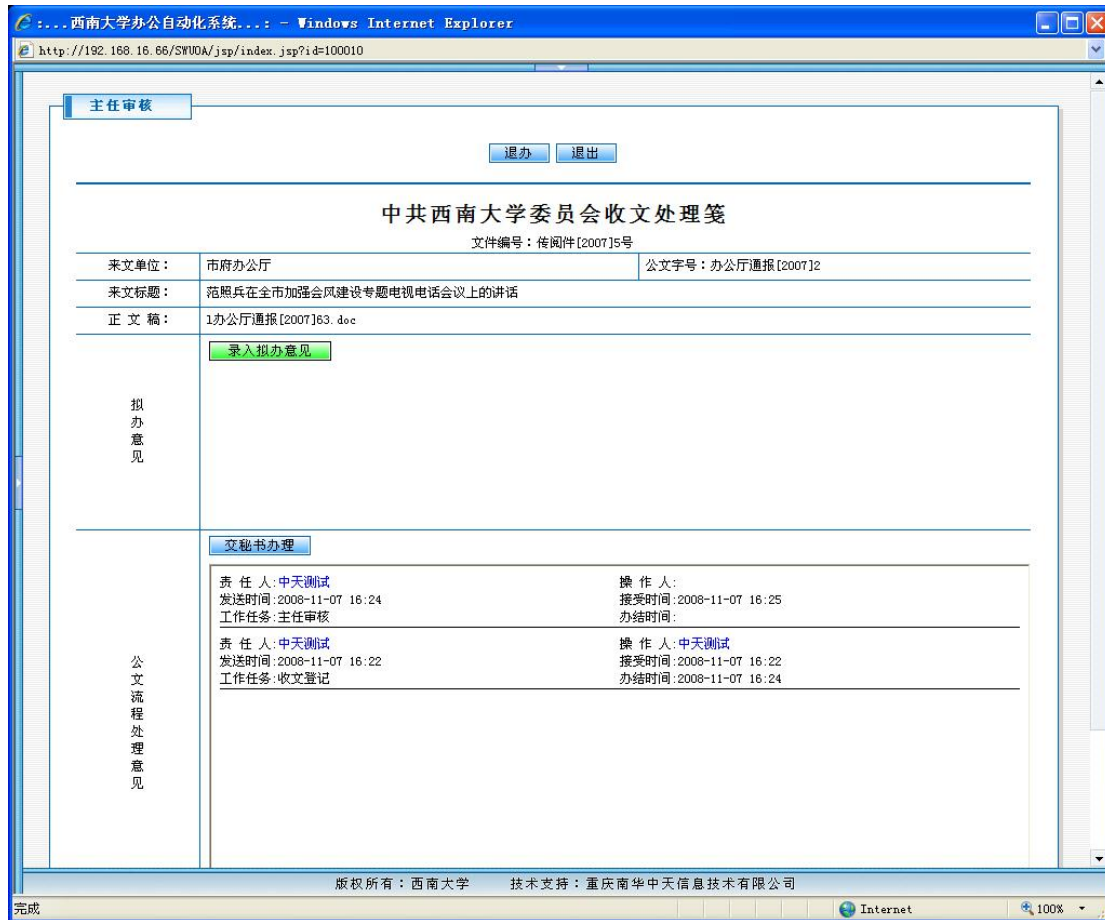 :...西南大学办公自动化系统...: - Windows Internet Explorer
http://192.168.16.66/SWUOA/jsp/index.jsp?id=100010
主任审核
退办 退出
中共西南大学委员会收文处理笺
文件编号：传阅件[2007]5号
来文单位： 市府办公厅 公文字号：办公厅通报[2007]2
来文标题： 范照兵在全市加强会风建设专题电视电话会议上的讲话
正 文 稿： 1办公厅通报[2007]63.doc
录入拟办意见
拟办意见
交秘书办理
责 任 人:中天测试 操 作 人:
发送时间:2008-11-07 16:24 接受时间:2008-11-07 16:25
工作任务:主任审核 办结时间:
责 任 人:中天测试 操 作 人:中天测试
发送时间:2008-11-07 16:22 接受时间:2008-11-07 16:22
工作任务:收文登记 办结时间:2008-11-07 16:24
公文流程处理意见
版权所有：西南大学 技术支持：重庆南华中天信息技术有限公司
完成 Internet 100%